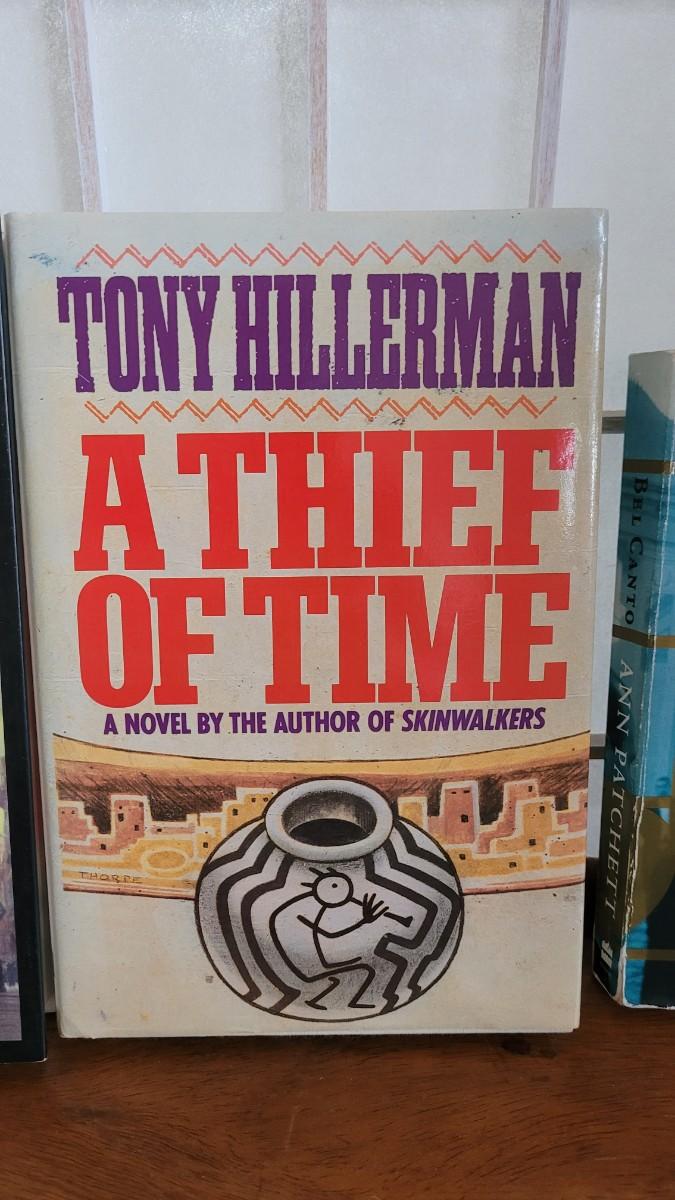 TONY HILLERMAN
A THIEF
OF TIME
A NOVEL BY THE AUTHOR OF SKINWALKERS
THORPE
BEL CANTO ANN PATCHETT